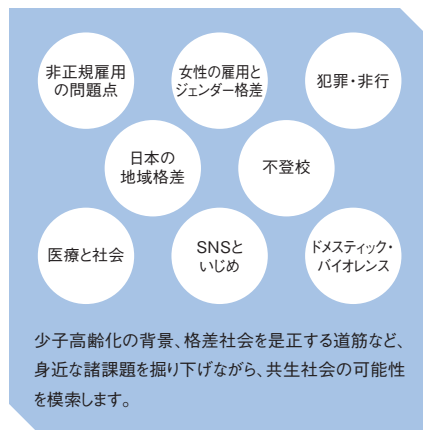 非正規雇用
の問題点
女性の雇用と
ジェンダー格差
犯罪・非行
日本の
地域格差
不登校
医療と社会
SNSと
いじめ
ドメスティック・
バイオレンス
少子高齢化の背景、格差社会を是正する道筋など、
身近な諸課題を掘り下げながら、共生社会の可能性
を模索します。